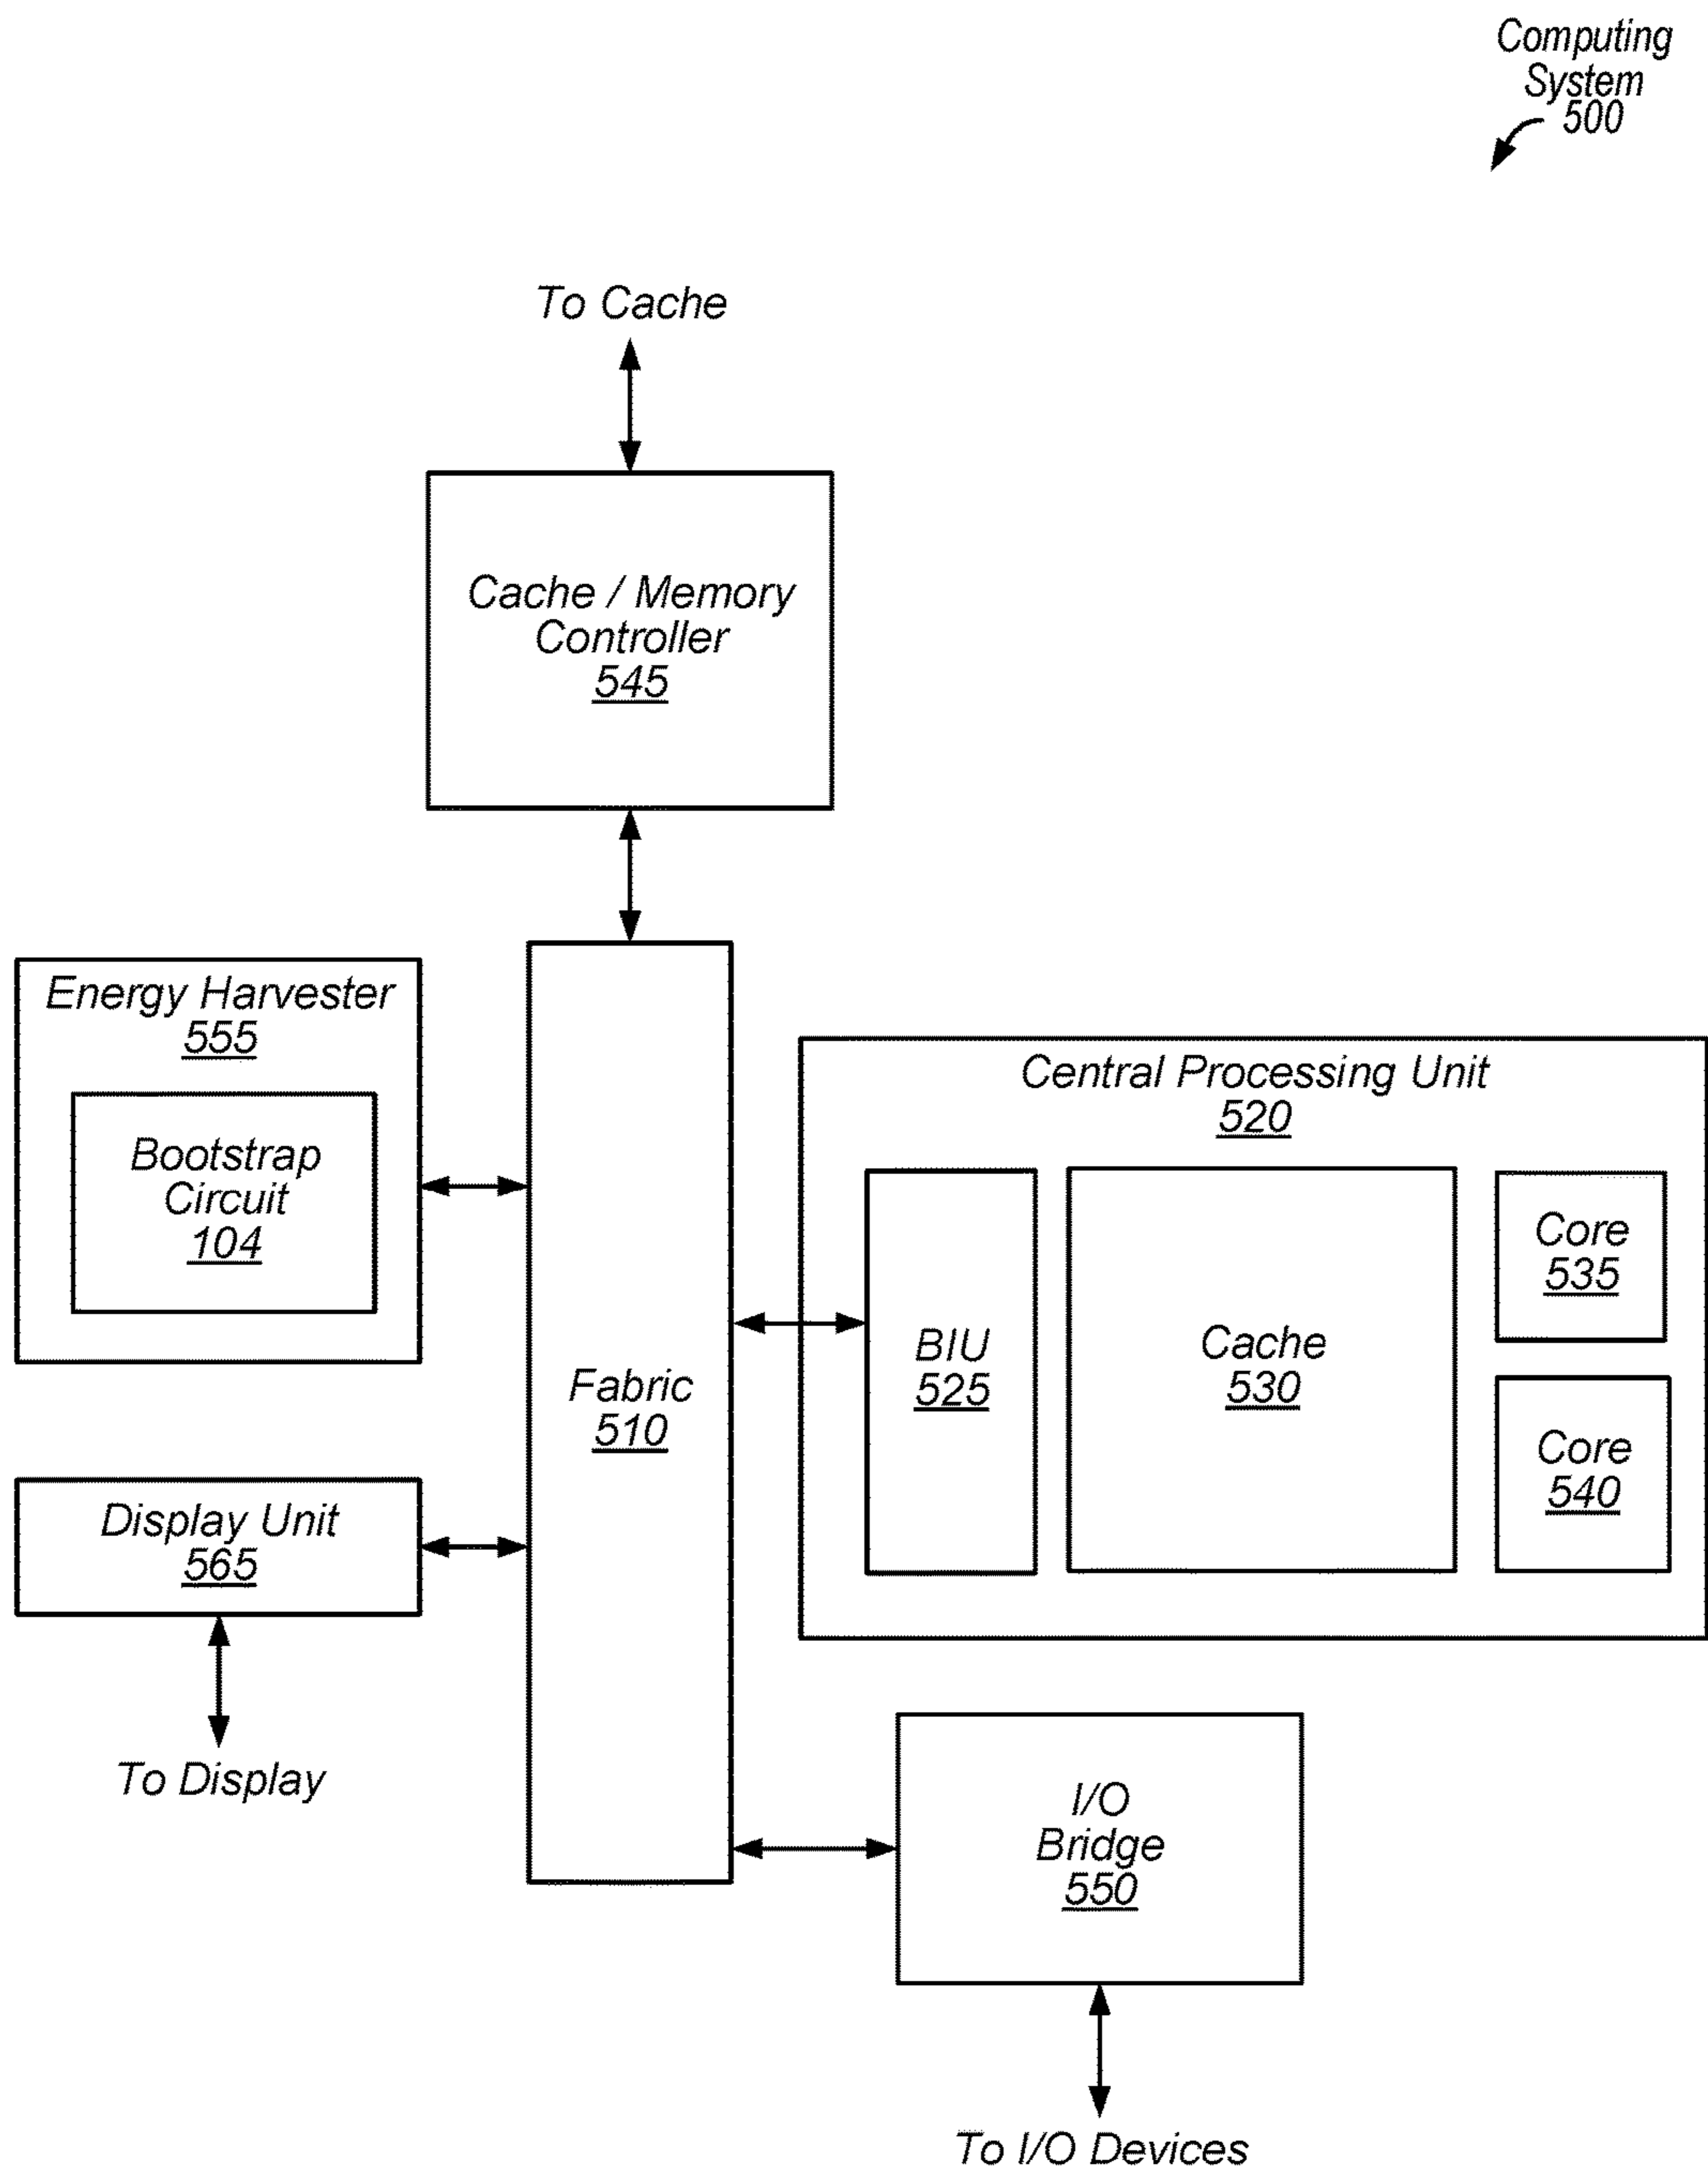 Computing
System
500
To Cache
Cache / Memory
Controller
545
Energy Harvester
555
Bootstrap
Circuit
104
Fabric
510
Central Processing Unit
520
BIU
525
Cache
530
Core
535
Core
540
Display Unit
565
To Display
I/O
Bridge
550
To I/O Devices